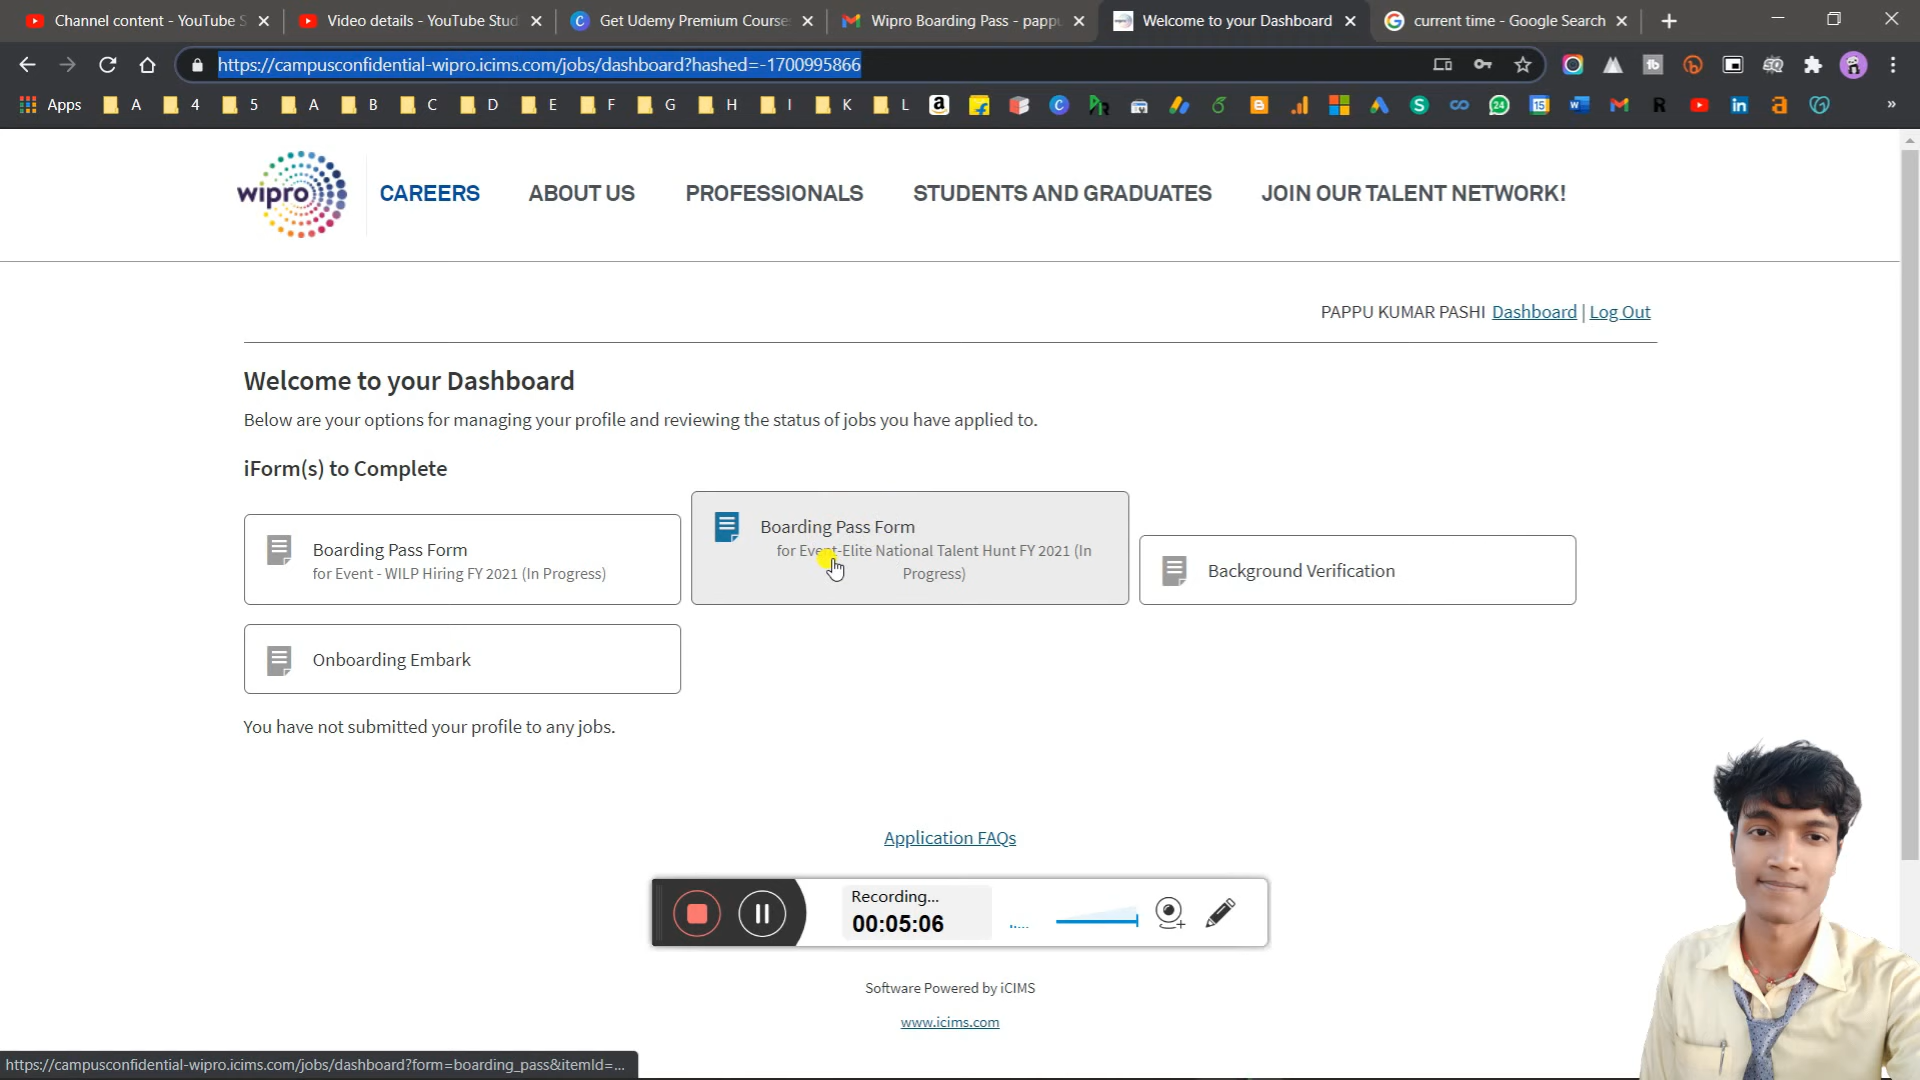 Channel content - YouTube S
Video details - YouTube Stud
Get Udemy Premium Course
Wipro Boarding Pass - pappu
Welcome to your Dashboard
current time - Google Search
https://campusconfidential-wipro.icims.com/jobs/dashboard?hashed=-1700995866
Apps A 4 5 A B C D E F G H I K L
wipro
CAREERS ABOUT US PROFESSIONALS STUDENTS AND GRADUATES JOIN OUR TALENT NETWORK!
PAPPU KUMAR PASHI Dashboard | Log Out
Welcome to your Dashboard
Below are your options for managing your profile and reviewing the status of jobs you have applied to.
iForm(s) to Complete
Boarding Pass Form
for Event - WILP Hiring FY 2021 (In Progress)
Boarding Pass Form
for Event-Elite National Talent Hunt FY 2021 (In
Progress)
Background Verification
Onboarding Embark
You have not submitted your profile to any jobs.
Application FAQs
Recording...
00:05:06
Software Powered by iCIMS
www.icims.com
https://campusconfidential-wipro.icims.com/jobs/dashboard?form=boarding_pass&itemId=...